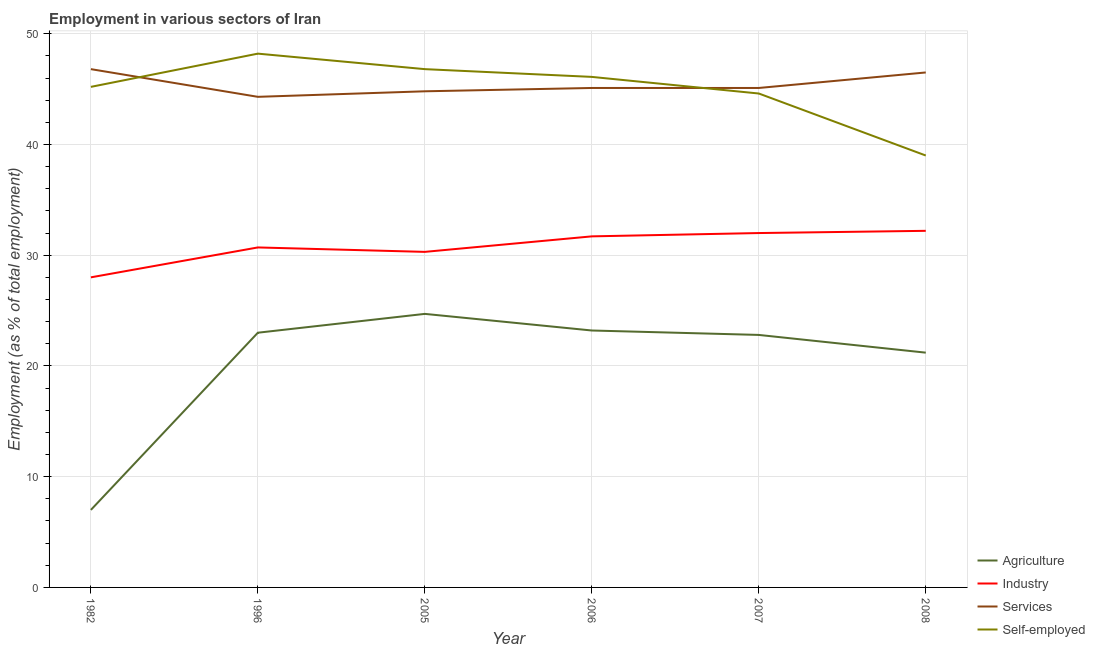 Employment in various sectors of Iran
Employment (as % of total employment)
50
40
30
20
10
0
1982
1996
2005
2006
2007
2008
Year
Agriculture
Industry
Services
Self-employed